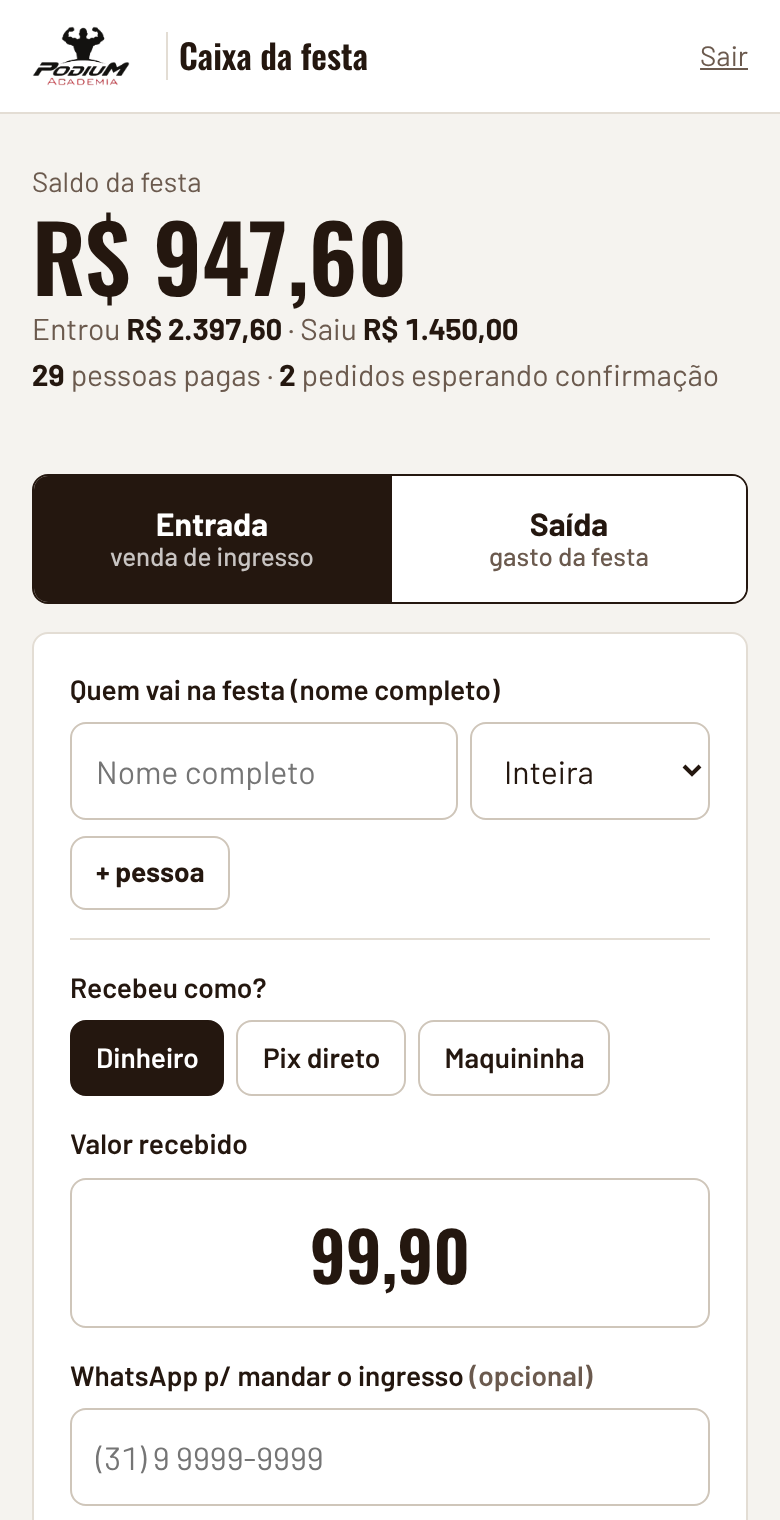 PODIUM
ACADEMIA
Caixa da festa
Sair
Saldo da festa
R$ 947,60
Entrou R$ 2.397,60 · Saiu R$ 1.450,00
29 pessoas pagas · 2 pedidos esperando confirmação
Entrada
venda de ingresso
Saída
gasto da festa
Quem vai na festa (nome completo)
Nome completo
Inteira
+ pessoa
Recebeu como?
Dinheiro
Pix direto
Maquininha
Valor recebido
99,90
WhatsApp p/ mandar o ingresso (opcional)
(31) 9 9999-9999